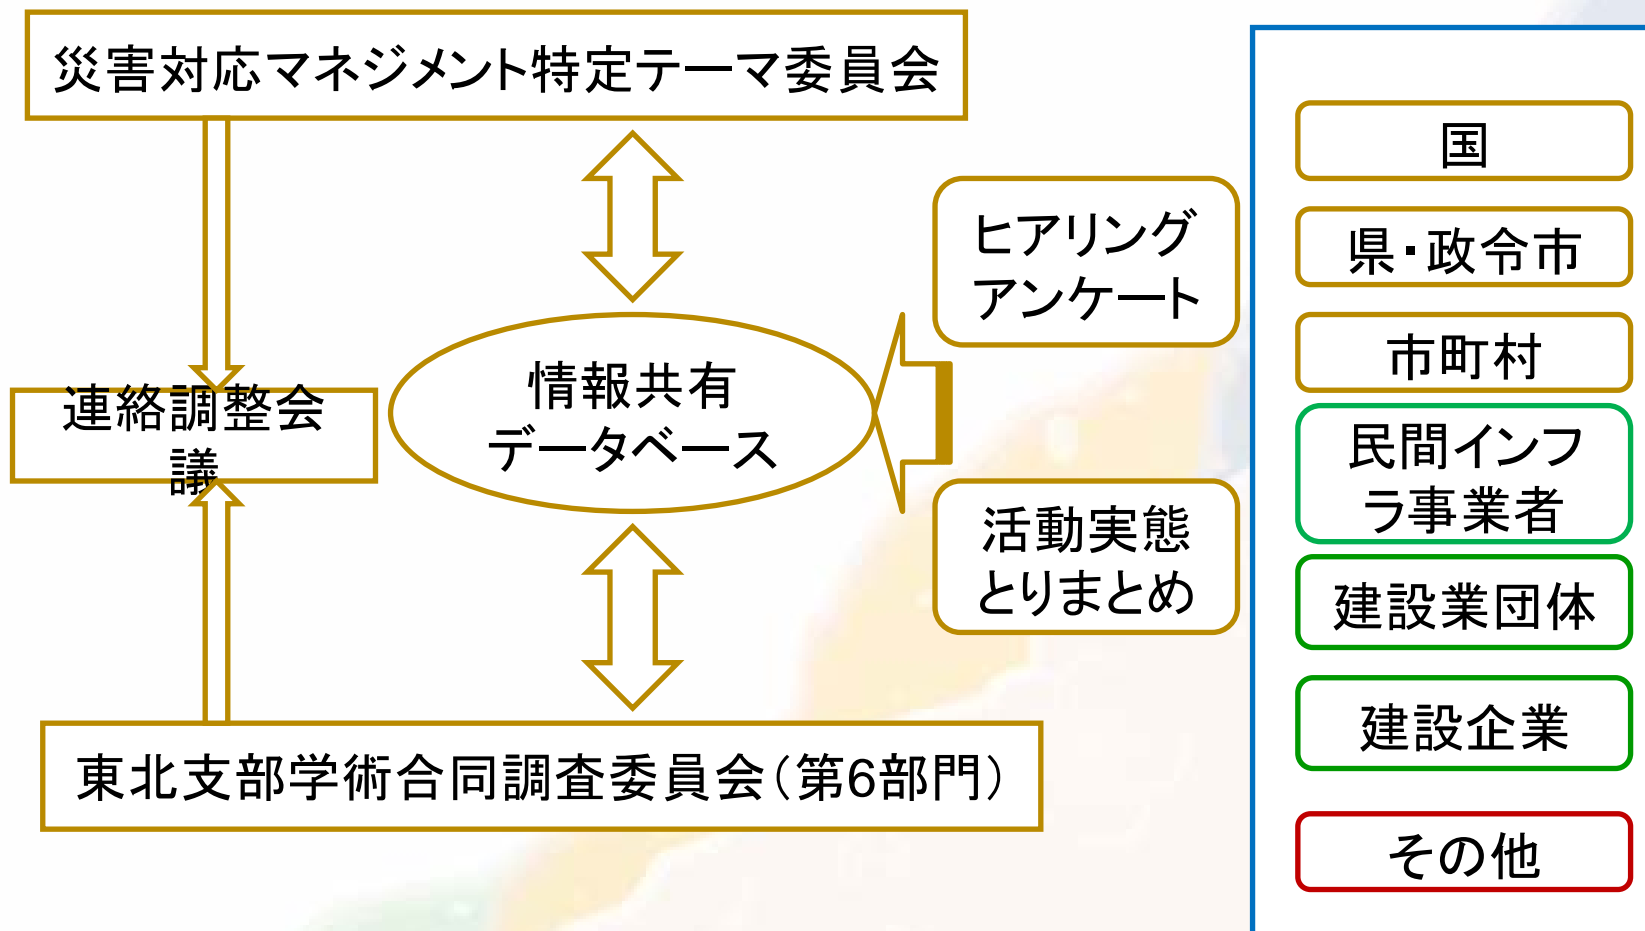 災害対応マネジメント特定テーマ委員会
連絡調整会
議
情報共有
データベース
東北支部学術合同調査委員会(第6部門)
ヒアリング
アンケート
活動実態
とりまとめ
国
県・政令市
市町村
民間インフ
ラ事業者
建設業団体
建設企業
その他